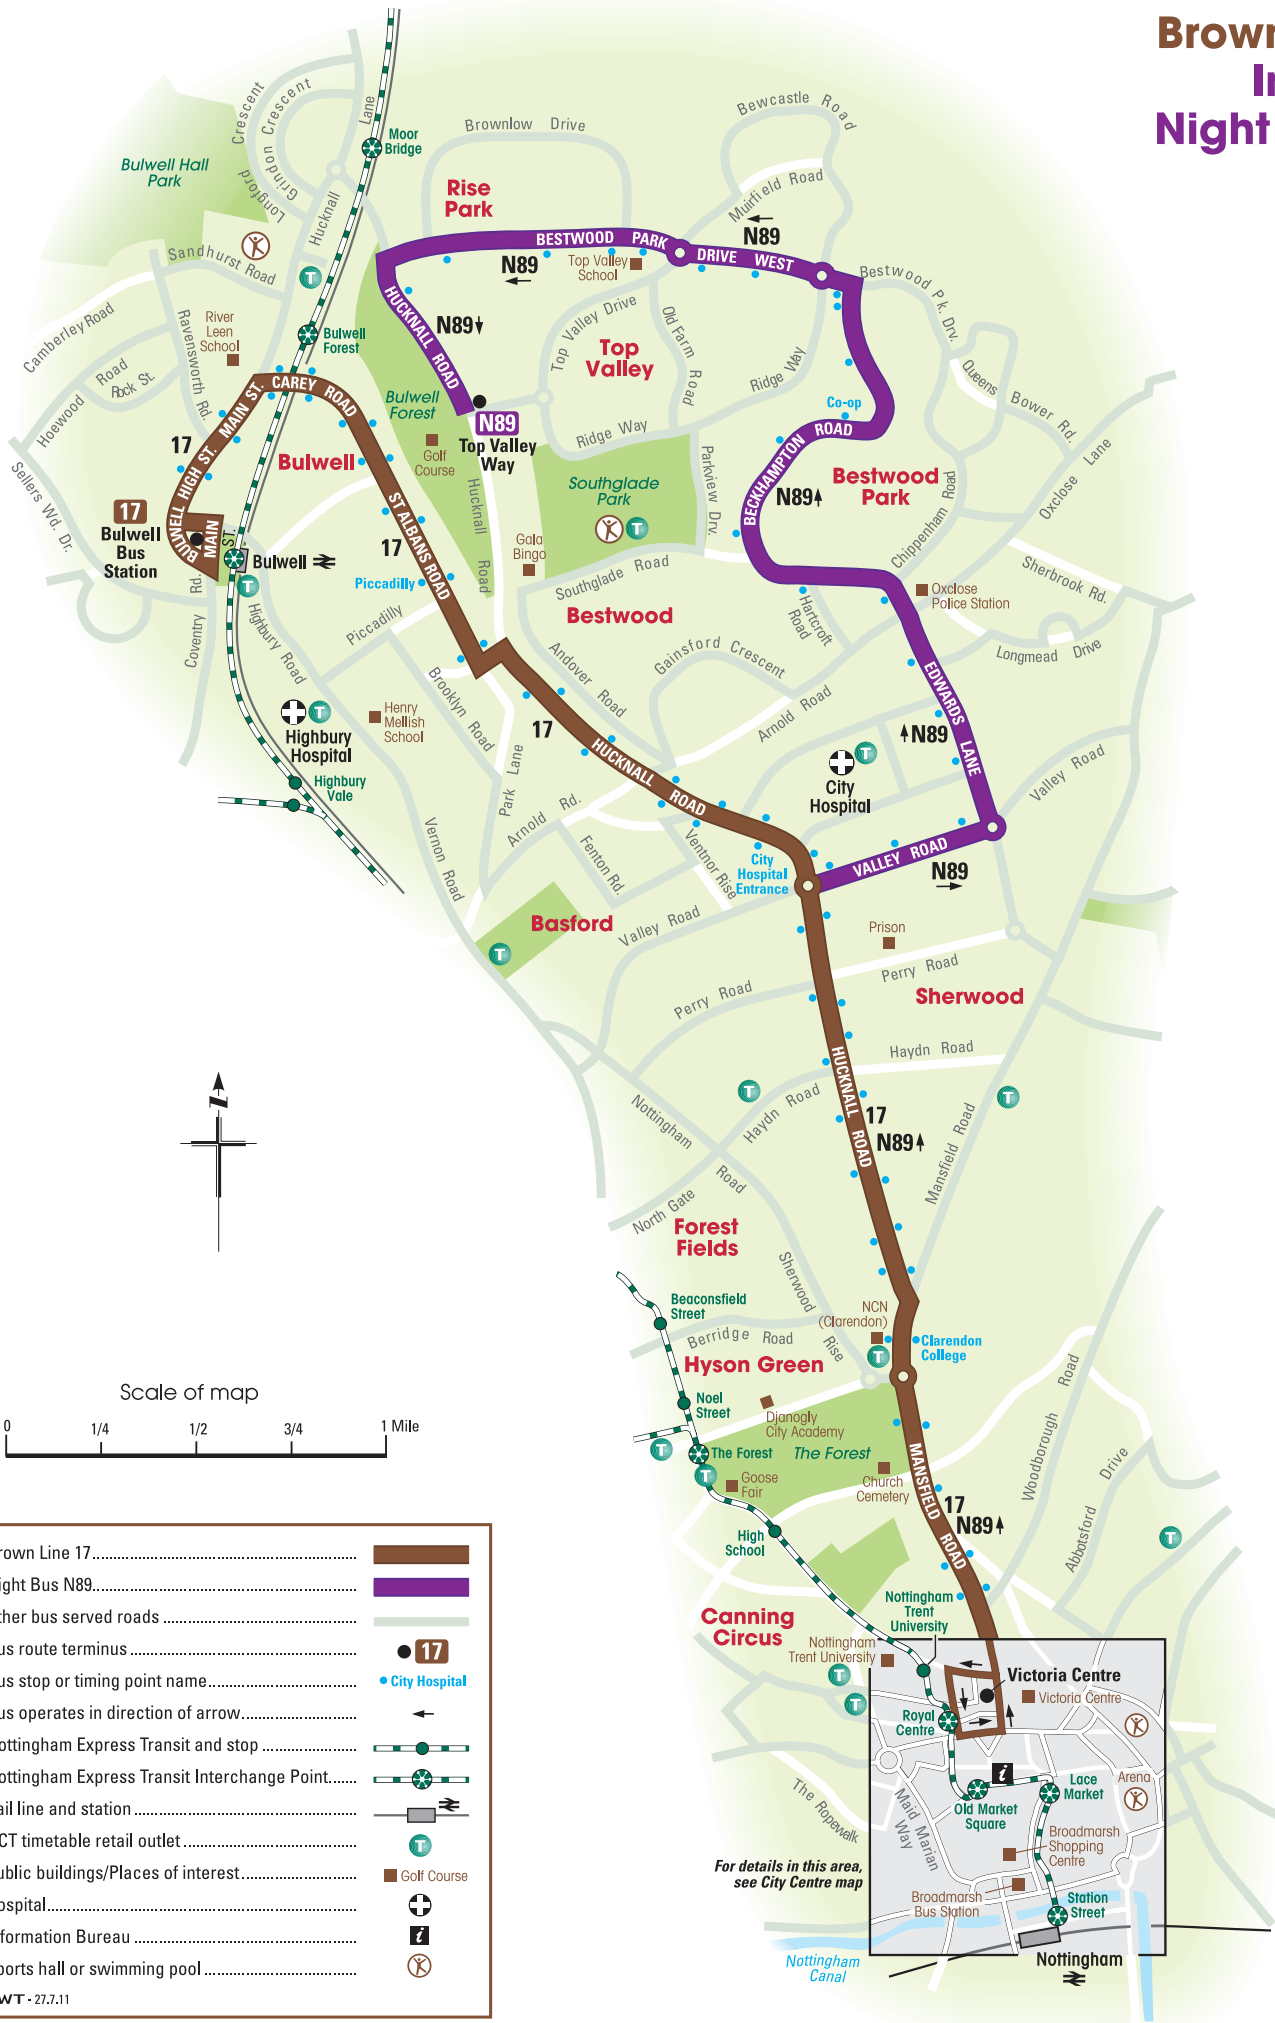 Brown
In
Night
Bulwell Hall
Park
Crescent
Grindon Crescent
Longford
Hucknall
Lane
Moor
Bridge
Brownlow Drive
Bewcastle Road
Muirfield Road
Rise
Park
Sandhurst Road
BESTWOOD PARK
DRIVE WEST
N89
N89
Top Valley
School
Bestwood Pk. Drv.
Camberley Road
River
Leen
School
Ravensworth Rd.
Bulwell
Forest
HUCKNALL ROAD
N89
Top Valley Drive
Old Farm Road
Top
Valley
Ridge Way
Queens Bower Rd.
Hoewood Road
Rock St.
CAREY ROAD
MAIN ST.
Bulwell
Forest
N89
Top Valley
Way
Co-op
BECKHAMPTON ROAD
Oxclose Lane
17
BULWELL HIGH ST.
Bulwell
Golf
Course
Ridge Way
Parkview Drv.
Bestwood
Park
N89
Sellers Wd. Dr.
17
Bulwell
Bus
Station
MAIN
ST.
Bulwell
ST ALBANS ROAD
17
Piccadilly
Hucknall Road
Southglade
Park
Gala
Bingo
Southglade Road
Chippenham Road
Oxclose
Police Station
Sherbrook Rd.
Longmead Drive
Bestwood
Hartcroft
Road
Coventry Rd.
Highbury Road
Piccadilly
Brooklyn Road
Andover Road
Gainsford Crescent
Arnold Road
EDWARDS LANE
N89
Highbury
Hospital
Henry
Mellish
School
17
HUCKNALL ROAD
City
Hospital
Valley Road
Highbury
Vale
Park Lane
Arnold Rd.
Vernon Road
Fenton Rd.
Ventnor Rise
City
Hospital
Entrance
VALLEY ROAD
N89
Basford
Valley Road
Prison
Perry Road
Perry Road
Sherwood
HUCKNALL ROAD
Haydn Road
Haydn Road
Nottingham Road
17
N89
Mansfield Road
North Gate
Forest
Fields
Sherwood Rise
Beaconsfield
Street
Berridge Road
NCN
(Clarendon)
Clarendon
College
Hyson Green
Scale of map
0
1/4
1/2
3/4
1 Mile
Noel
Street
Djanogly
City Academy
The Forest
The Forest
Goose
Fair
Church
Cemetery
MANSFIELD ROAD
17
N89
Woodborough Road
Abbotsford Drive
High
School
Nottingham
Trent
University
Canning
Circus
Nottingham
Trent University
Victoria Centre
Victoria Centre
Royal
Centre
Arena
Lace
Market
Old Market
Square
The Ropewalk
Maid Marian
Way
Broadmarsh
Shopping
Centre
For details in this area,
see City Centre map
Broadmarsh
Bus Station
Station
Street
Nottingham
Canal
Nottingham
rown Line 17
ight Bus N89
ther bus served roads
us route terminus
17
us stop or timing point name
City Hospital
us operates in direction of arrow
ottingham Express Transit and stop
ottingham Express Transit Interchange Point
ail line and station
CT timetable retail outlet
ublic buildings/Places of interest
Golf Course
ospital
formation Bureau
ports hall or swimming pool
WT - 27.7.11